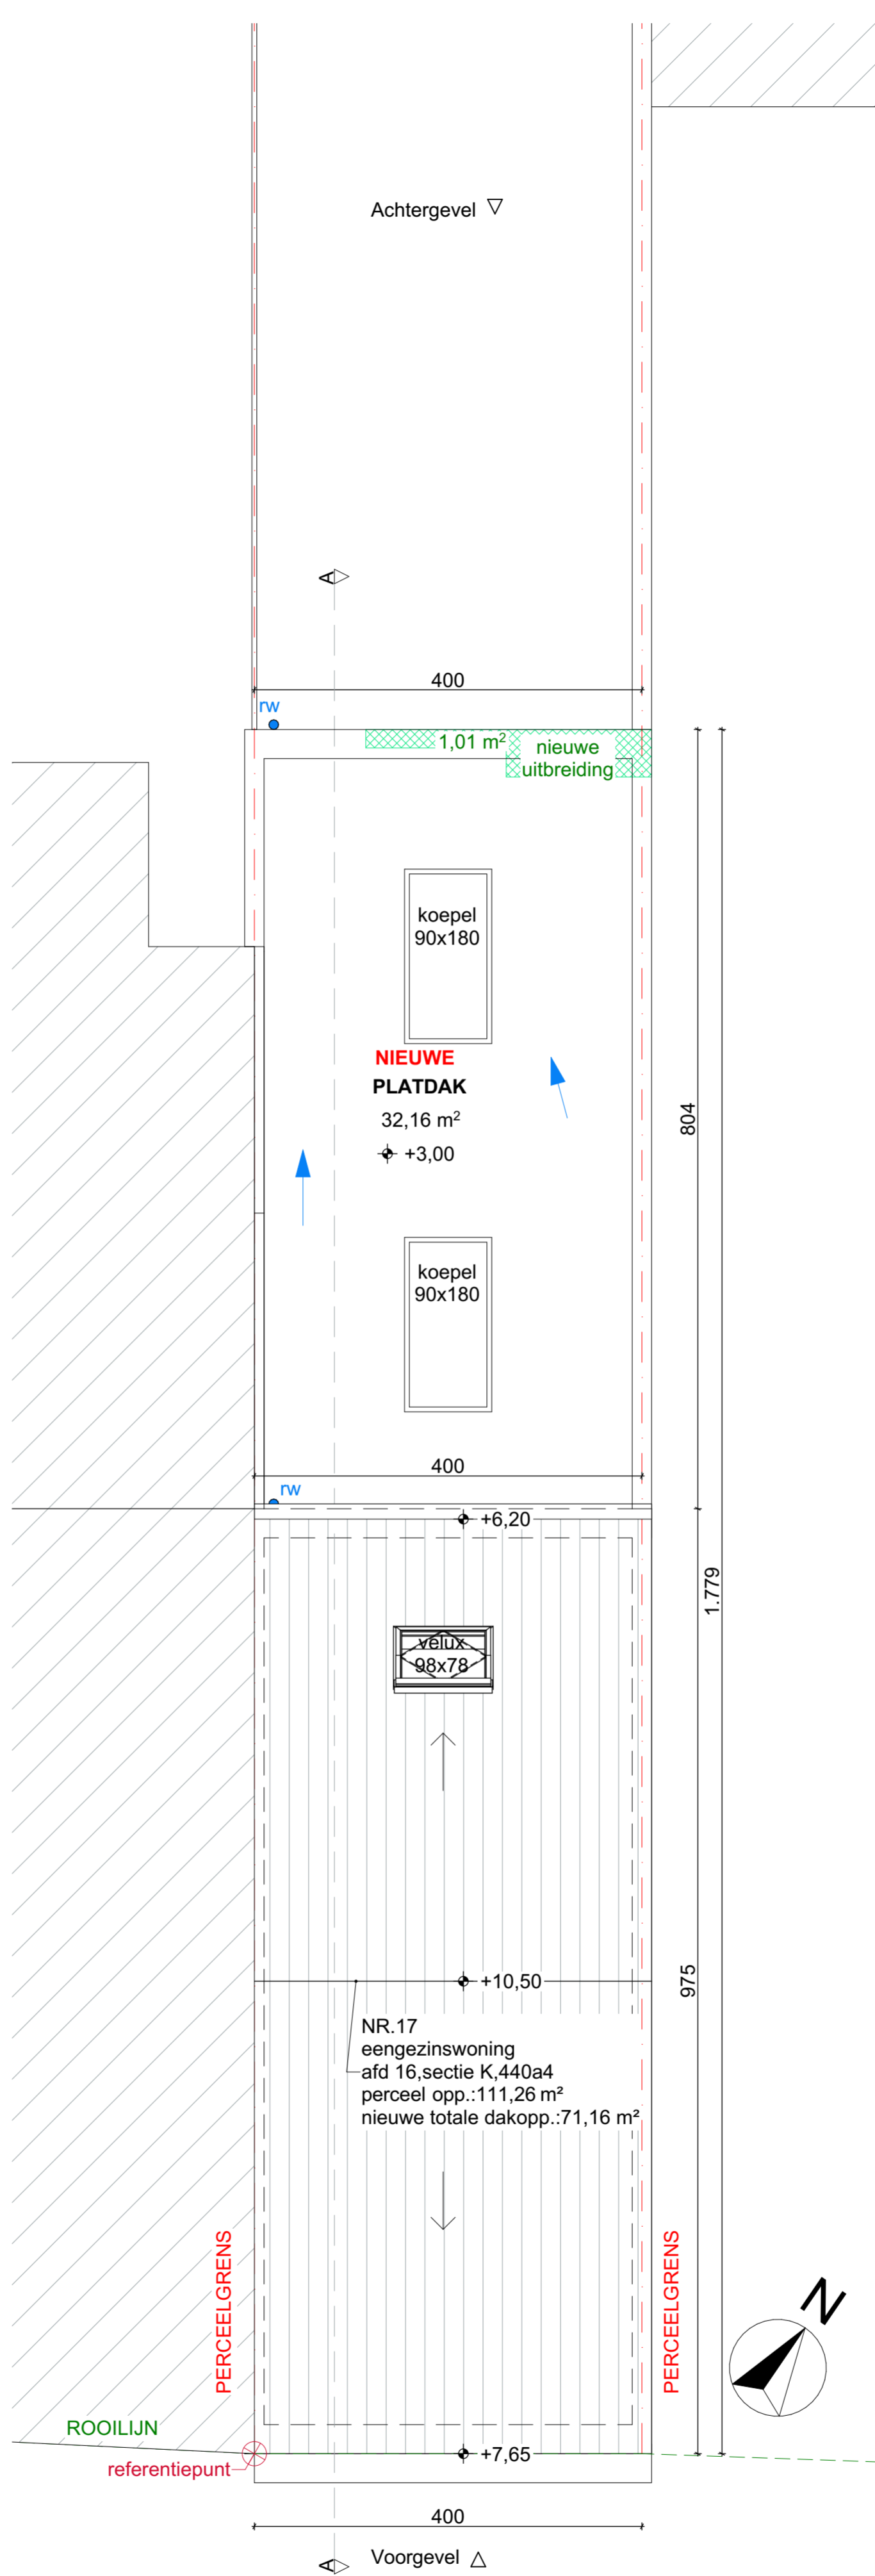 Achtergevel
A
400
rw
1,01 m²
nieuwe
uitbreiding
koepel
90x180
NIEUWE
PLATDAK
32,16 m²
+3,00
804
koepel
90x180
400
rw
+6,20
1.779
velux
98x78
+10,50
975
NR.17
eengezinswoning
afd 16,sectie K,440a4
perceel opp.:111,26 m²
nieuwe totale dakopp.:71,16 m²
PERCEELGRENS
PERCEELGRENS
N
ROOILIJN
referentiepunt
+7,65
400
A
Voorgevel